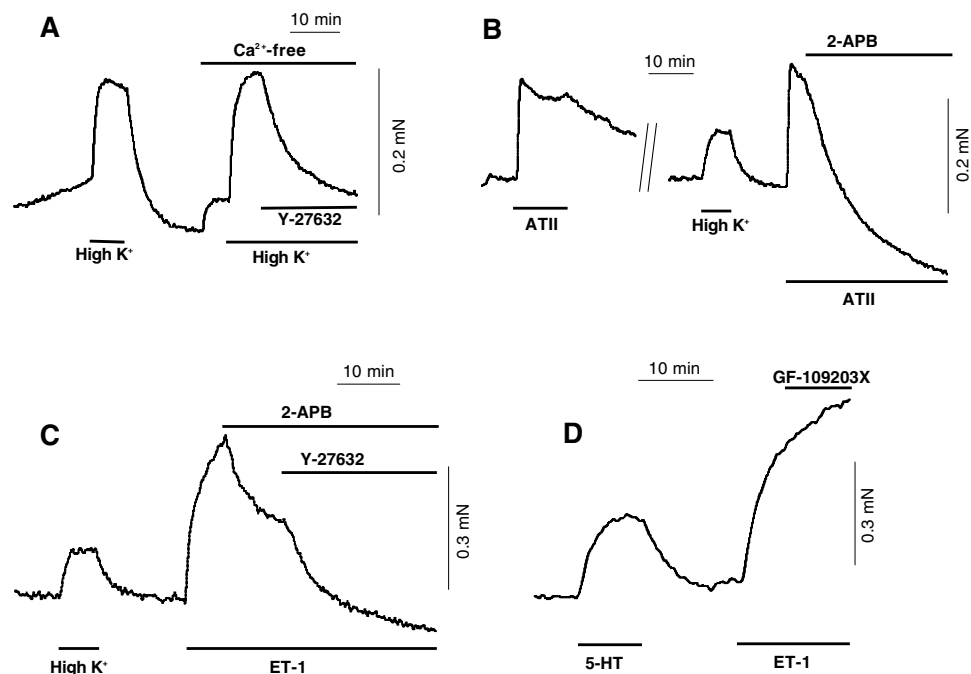 A
10 min
Ca²⁺-free
0.2 mN
Y-27632
High K⁺
High K⁺
B
10 min
2-APB
0.2 mN
ATII
High K⁺
ATII
C
10 min
2-APB
Y-27632
0.3 mN
High K⁺
ET-1
D
10 min
GF-109203X
0.3 mN
5-HT
ET-1